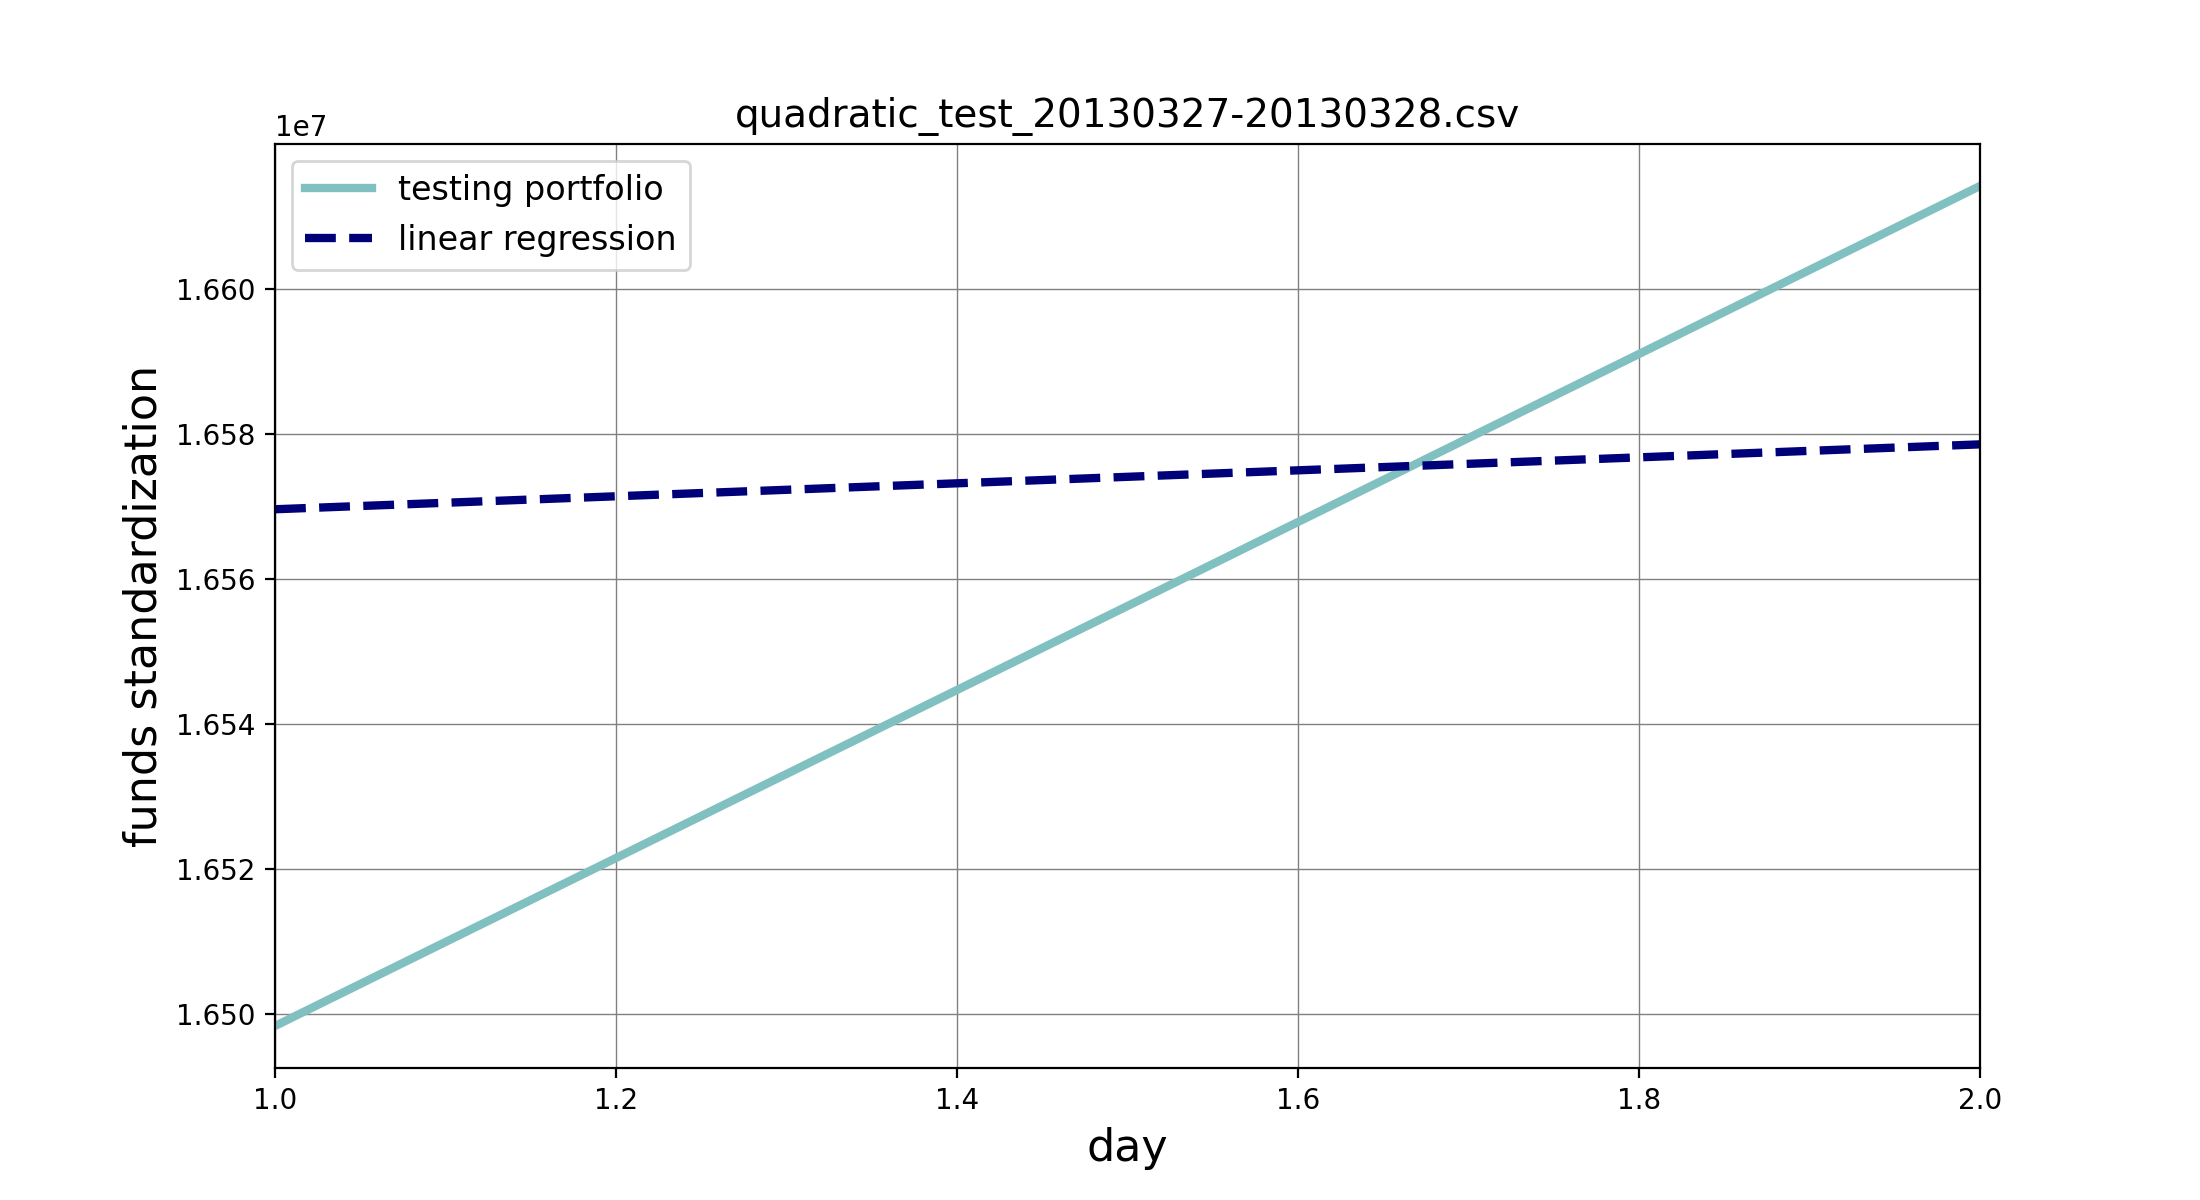 quadratic_test_20130327-20130328.csv
1e7
testing portfolio
linear regression
funds standardization
1.660
1.658
1.656
1.654
1.652
1.650
1.0 1.2 1.4 1.6 1.8 2.0
day